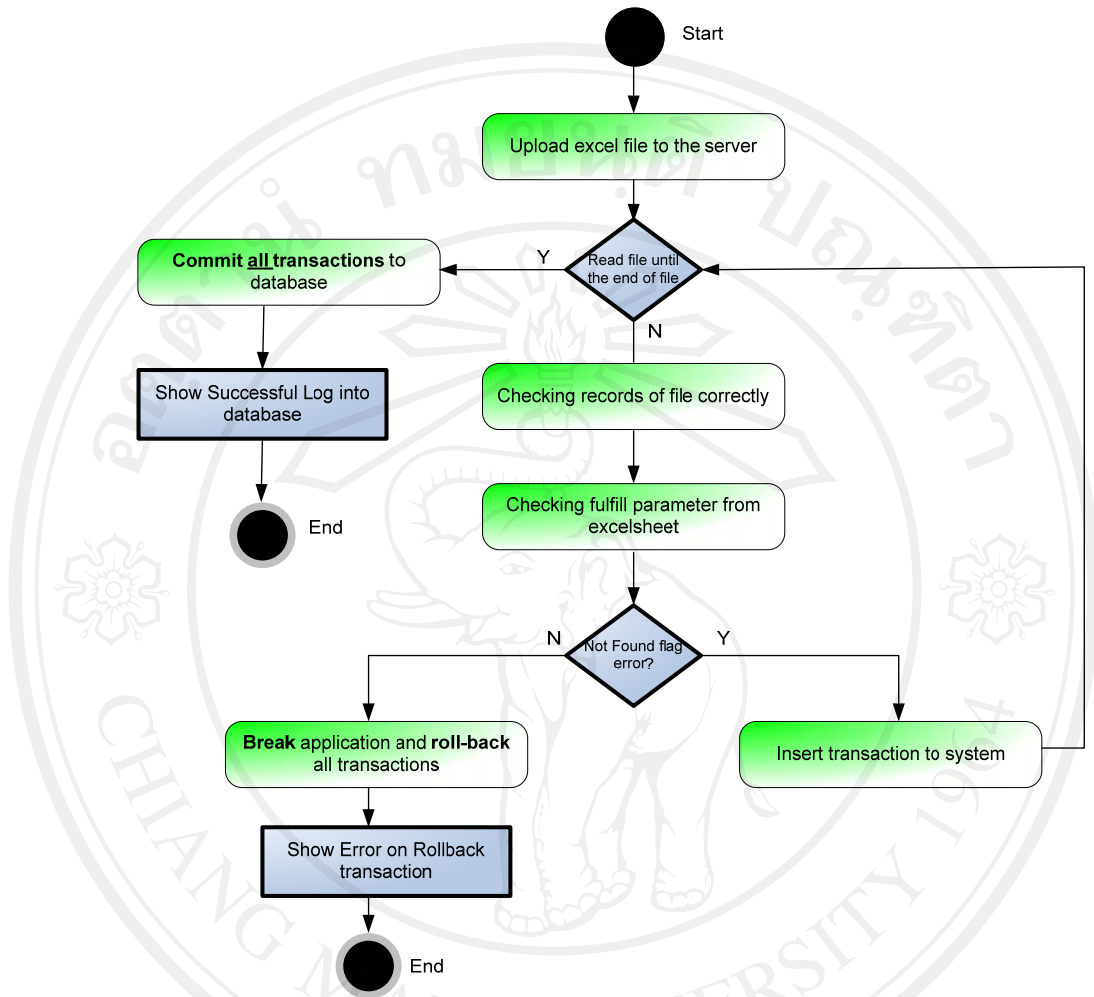 Start
Upload excel file to the server
Read file until
the end of file
Y
N
Commit all transactions to
database
Show Successful Log into
database
End
Checking records of file correctly
Checking fulfill parameter from
excelsheet
Not Found flag
error?
N
Y
Break application and roll-back
all transactions
Insert transaction to system
Show Error on Rollback
transaction
End